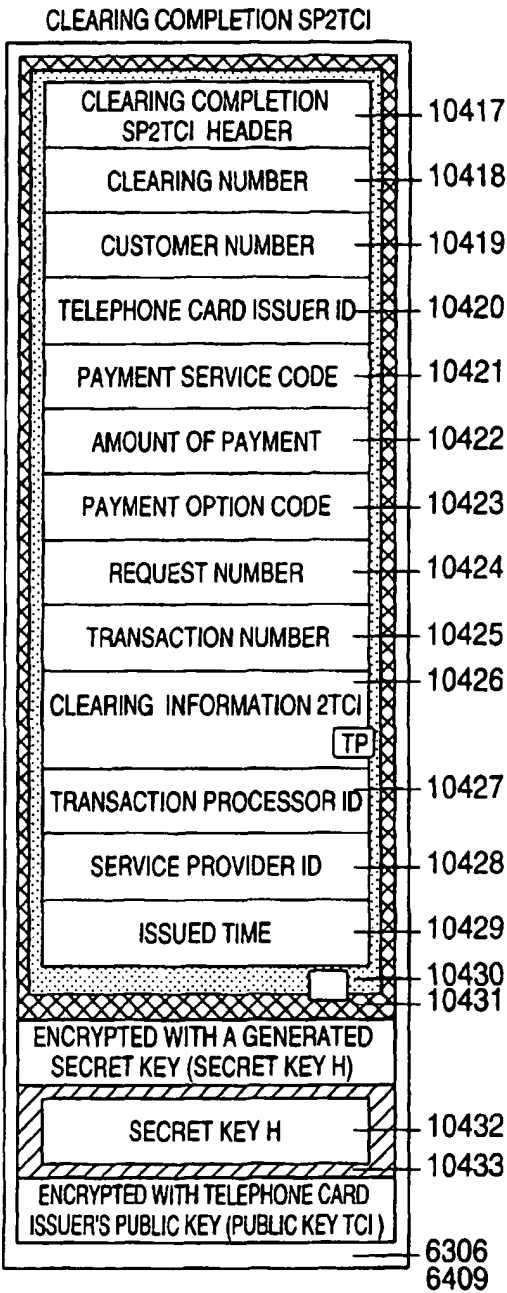 CLEARING COMPLETION SP2TCI
CLEARING COMPLETION
SP2TCI HEADER
10417
CLEARING NUMBER
10418
CUSTOMER NUMBER
10419
TELEPHONE CARD ISSUER ID
10420
PAYMENT SERVICE CODE
10421
AMOUNT OF PAYMENT
10422
PAYMENT OPTION CODE
10423
REQUEST NUMBER
10424
TRANSACTION NUMBER
10425
10426
CLEARING INFORMATION 2TCI
TP
TRANSACTION PROCESSOR ID
10427
SERVICE PROVIDER ID
10428
ISSUED TIME
10429
10430
10431
ENCRYPTED WITH A GENERATED
SECRET KEY (SECRET KEY H)
SECRET KEY H
10432
10433
ENCRYPTED WITH TELEPHONE CARD
ISSUER'S PUBLIC KEY (PUBLIC KEY TCI)
6306
6409